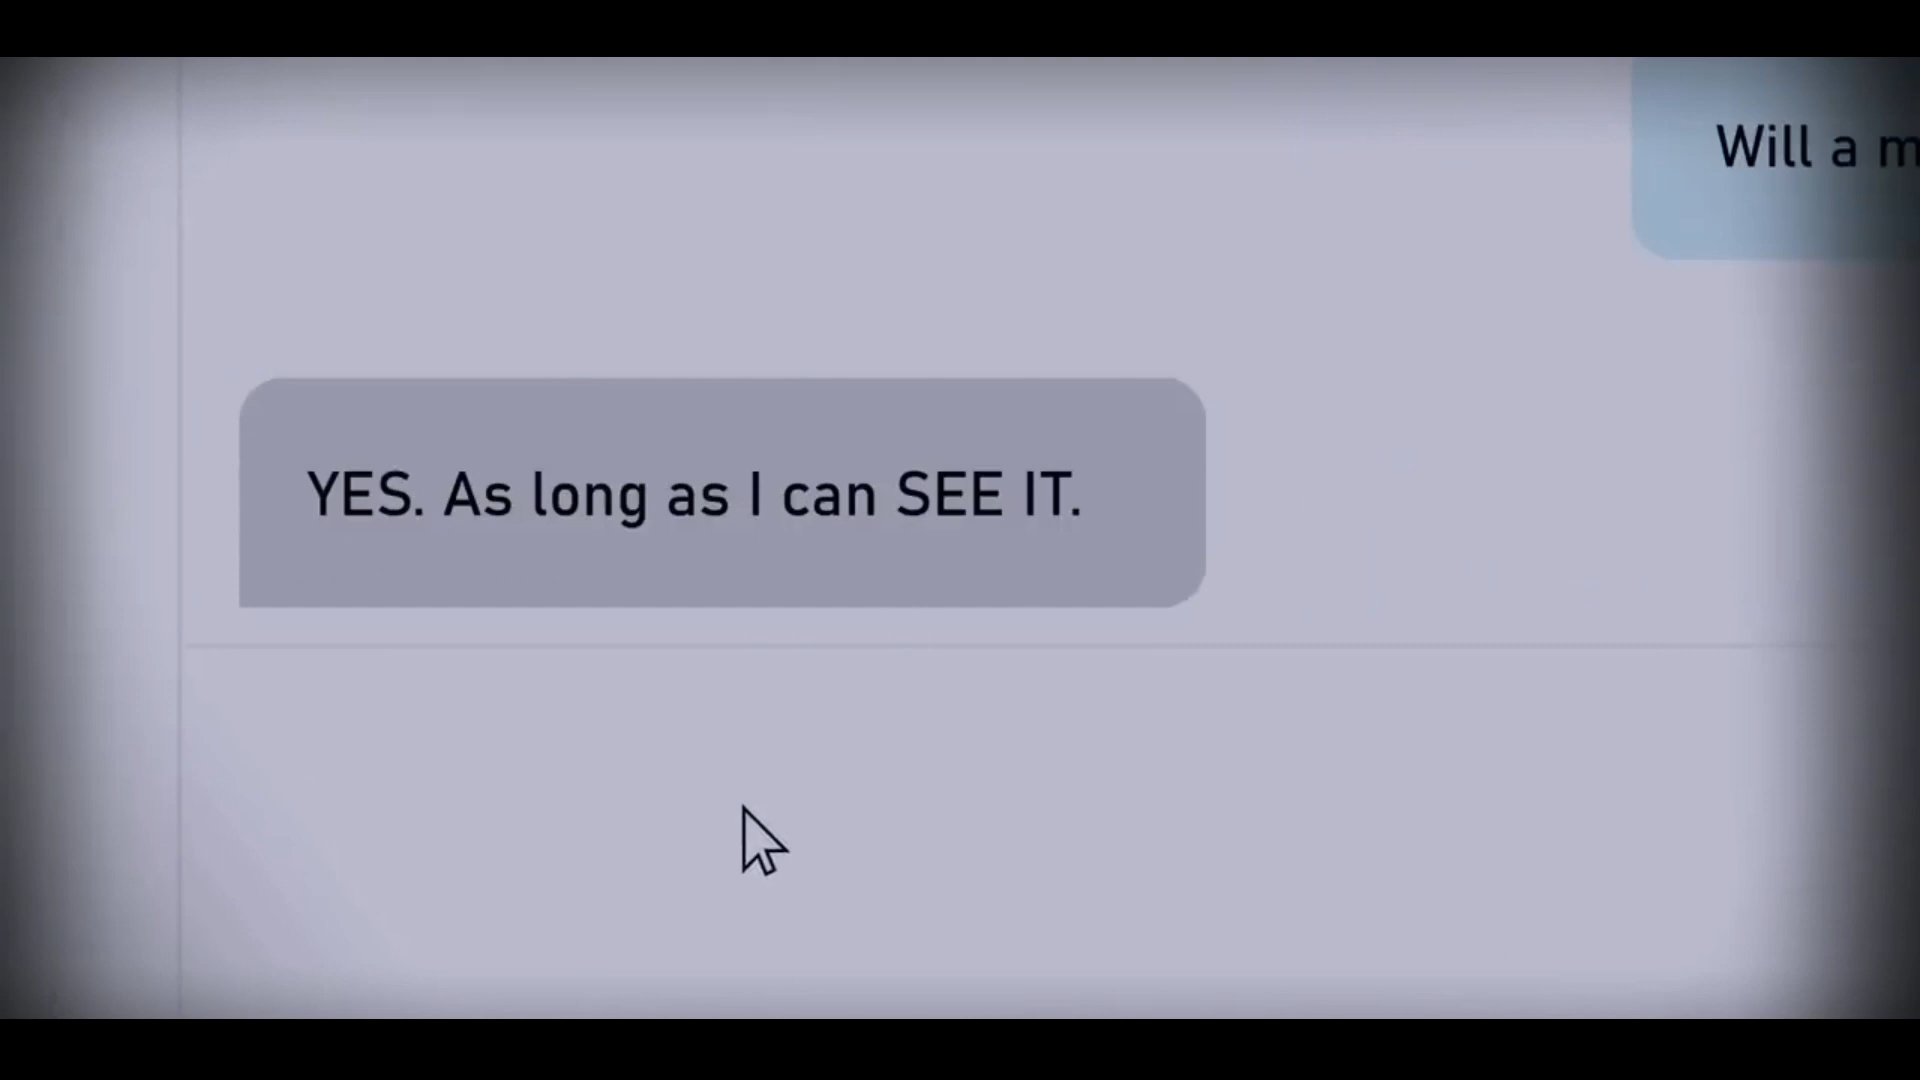 Will a
YES. As long as I can SEE IT.